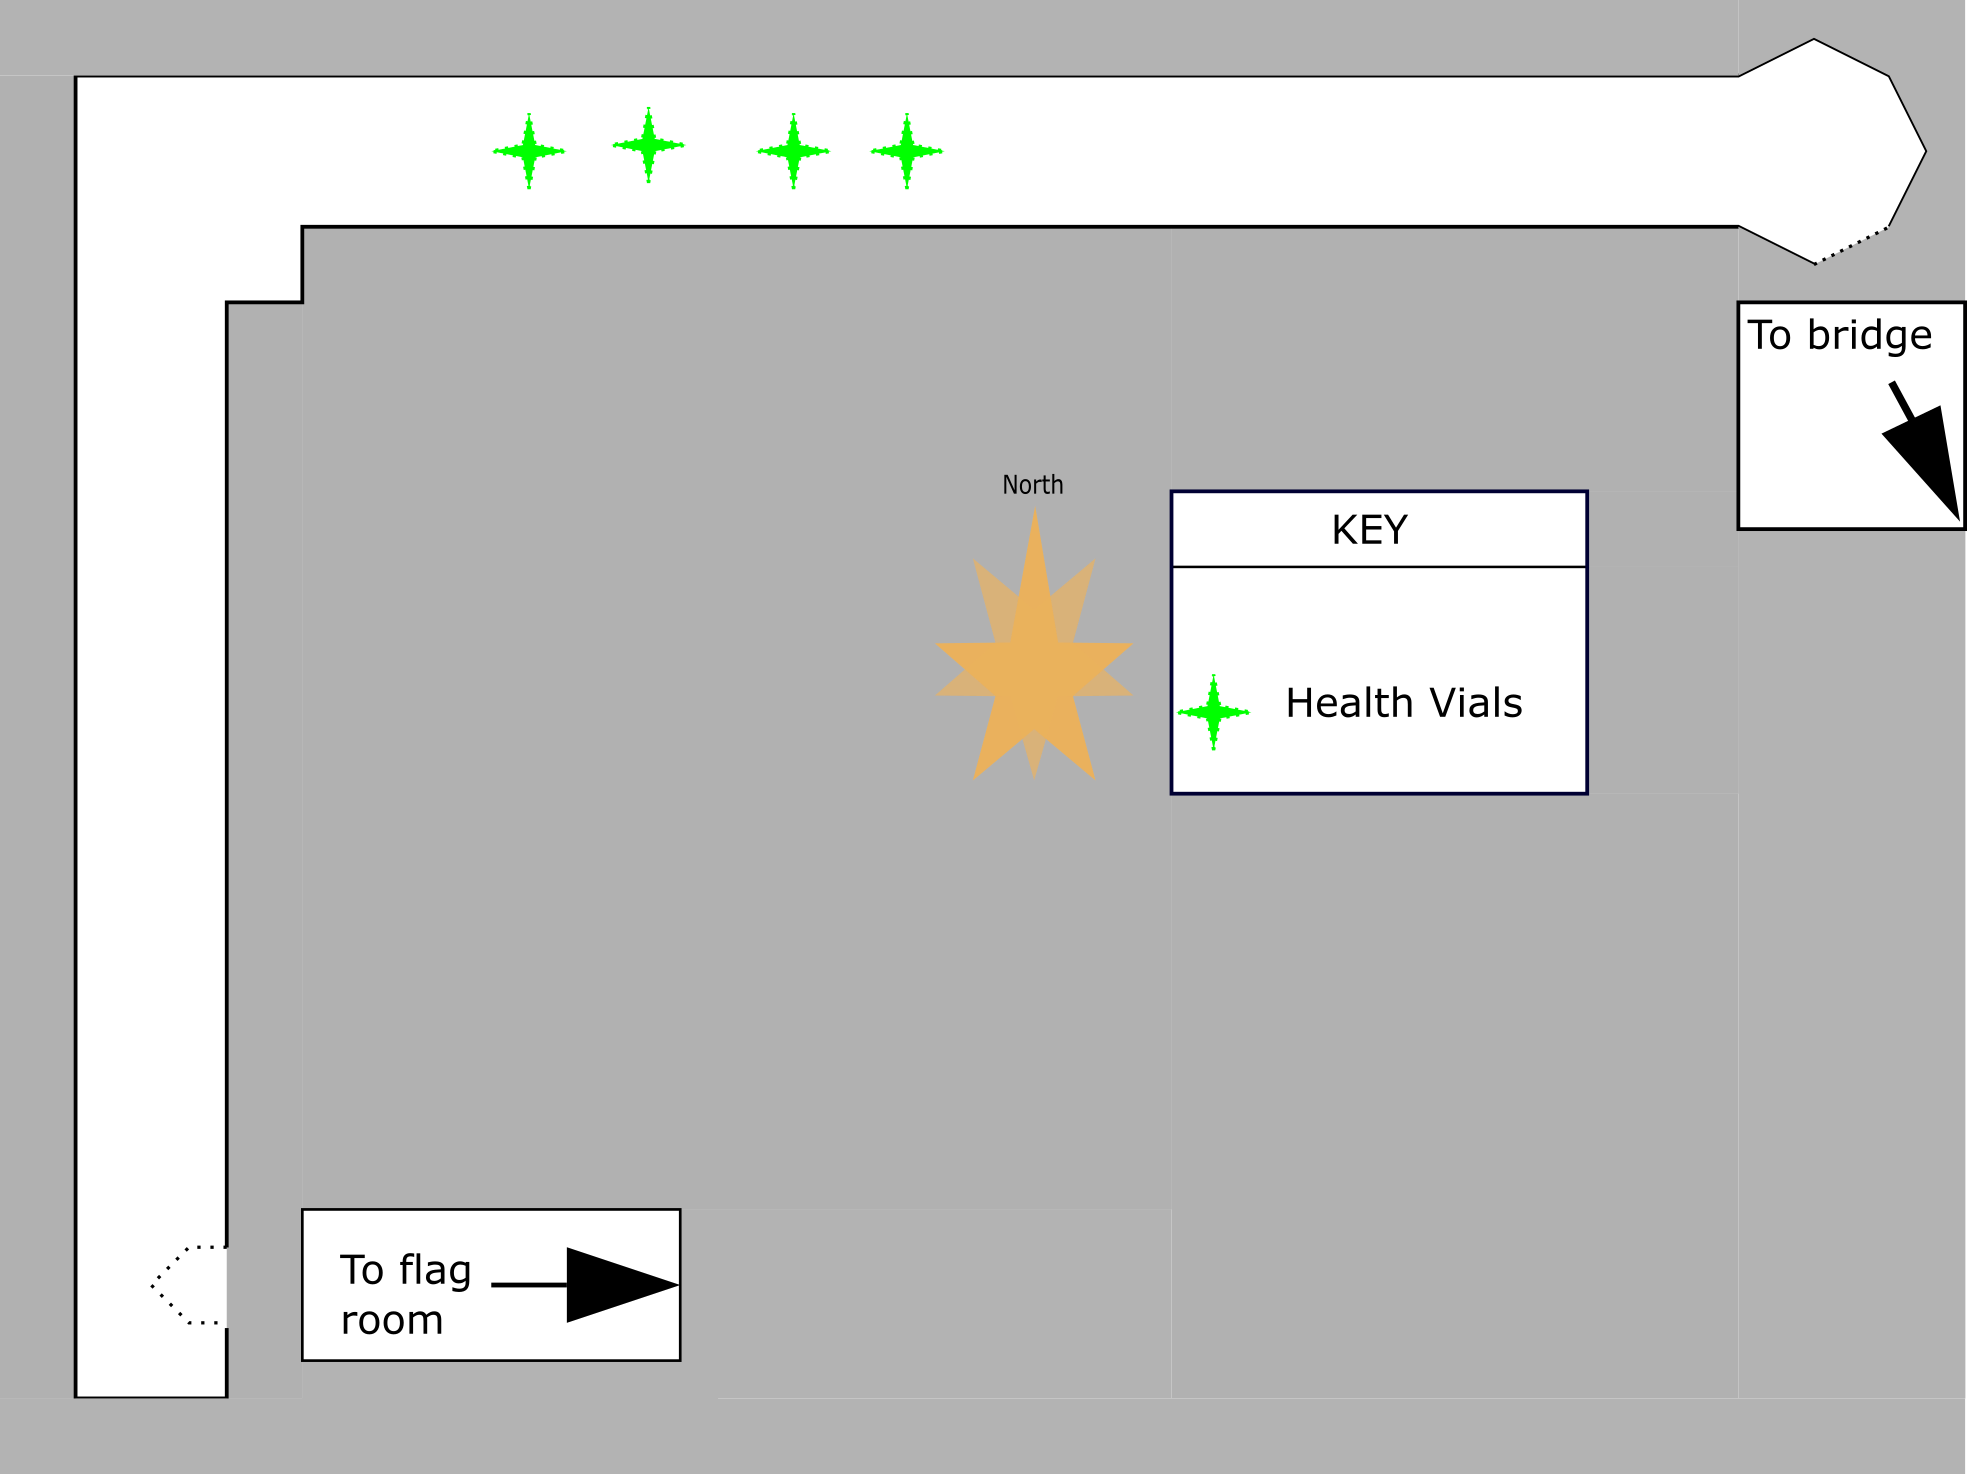 To bridge
North
KEY
Health Vials
To flag
room